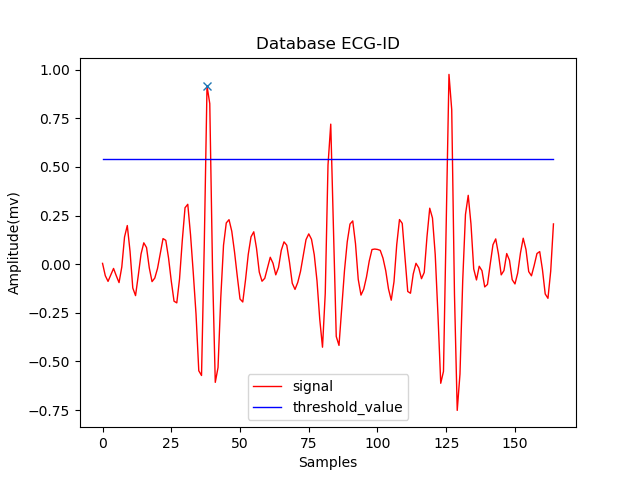 Database ECG-ID
Amplitude(mv)
1.00
0.75
0.50
0.25
0.00
−0.25
−0.50
−0.75
signal
threshold_value
0 25 50 75 100 125 150
Samples